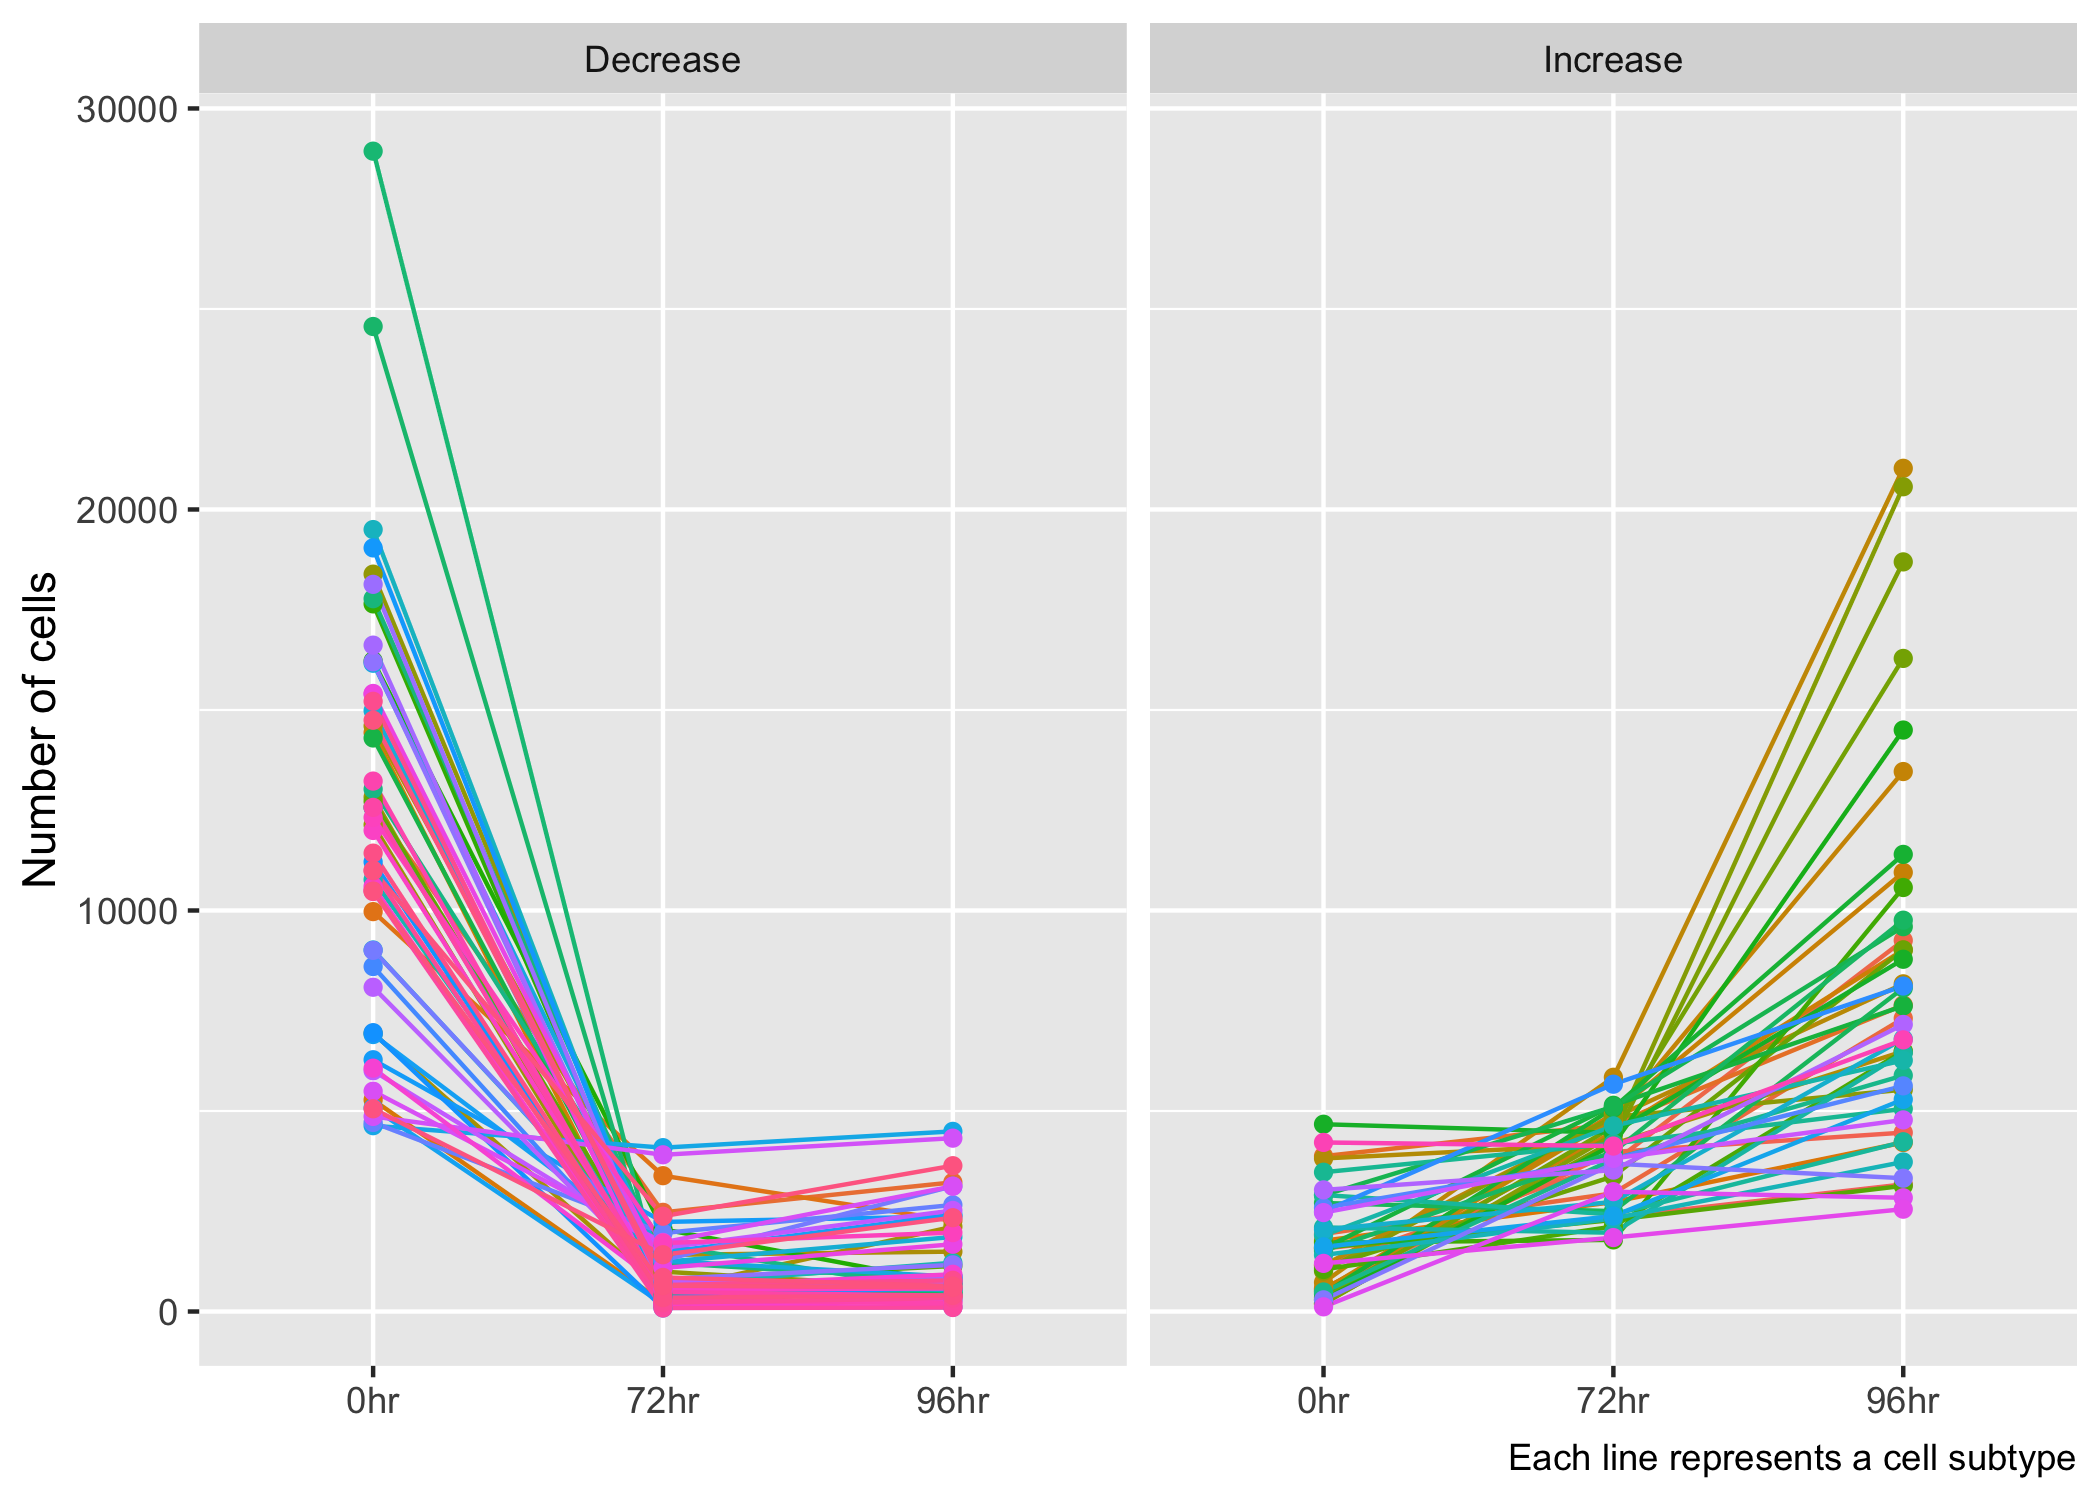 Decrease
Increase
Number of cells
30000
20000
10000
0
0hr 72hr 96hr
0hr 72hr 96hr
Each line represents a cell subtype